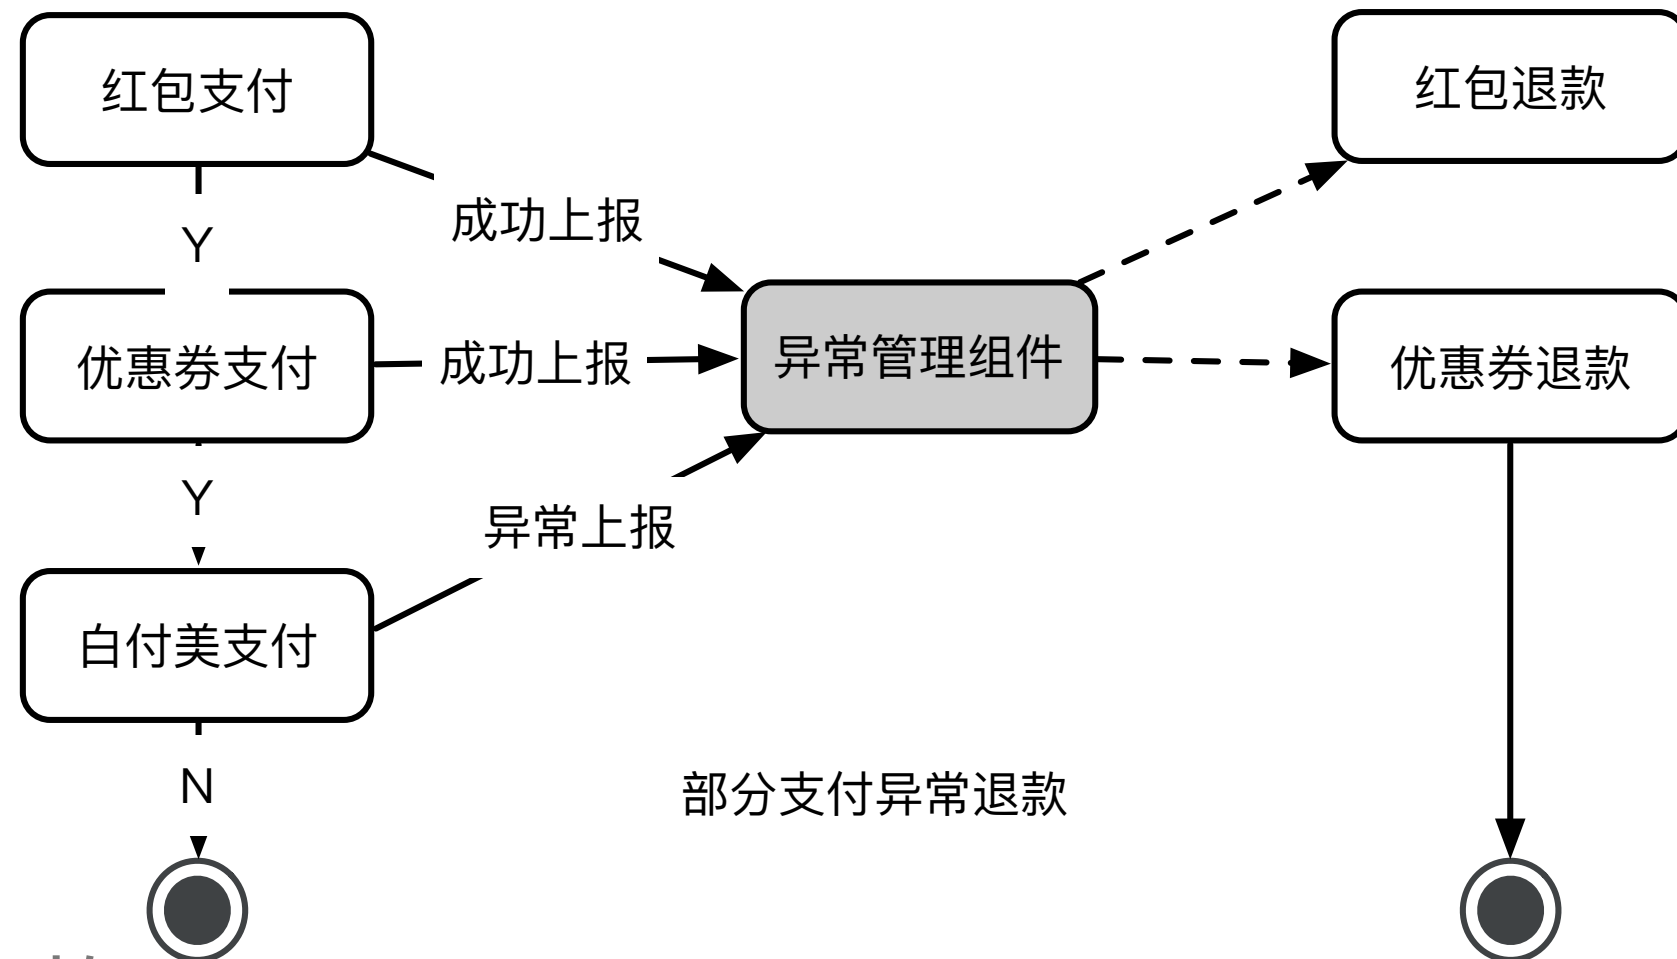 红包支付
红包退款
成功上报
Y
优惠券支付
成功上报
异常管理组件
优惠券退款
Y
异常上报
白付美支付
N
部分支付异常退款